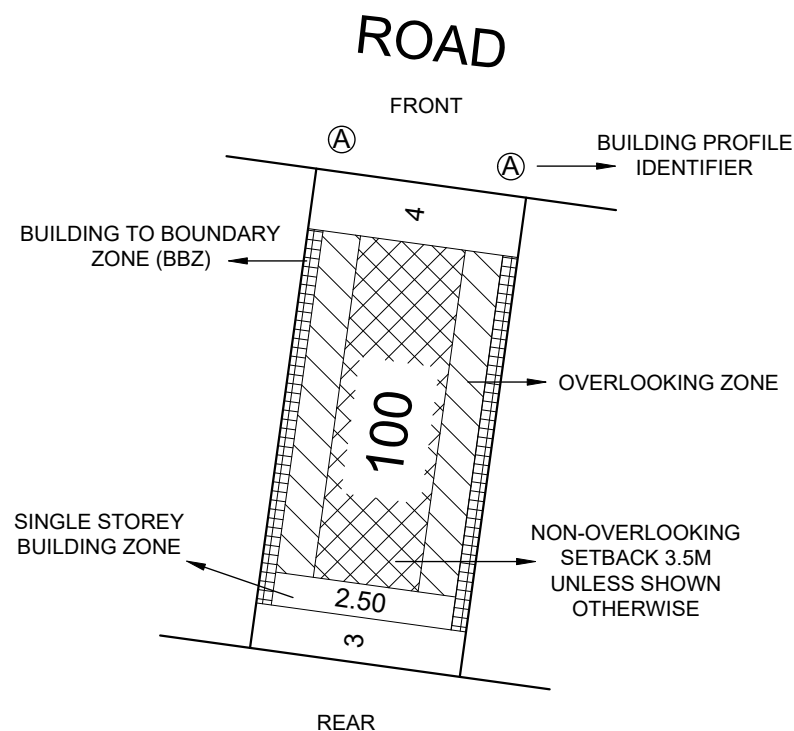 ROAD
FRONT
A
A
BUILDING PROFILE
IDENTIFIER
4
BUILDING TO BOUNDARY
ZONE (BBZ)
OVERLOOKING ZONE
100
SINGLE STOREY
BUILDING ZONE
NON-OVERLOOKING
SETBACK 3.5M
UNLESS SHOWN
OTHERWISE
2.50
3
REAR